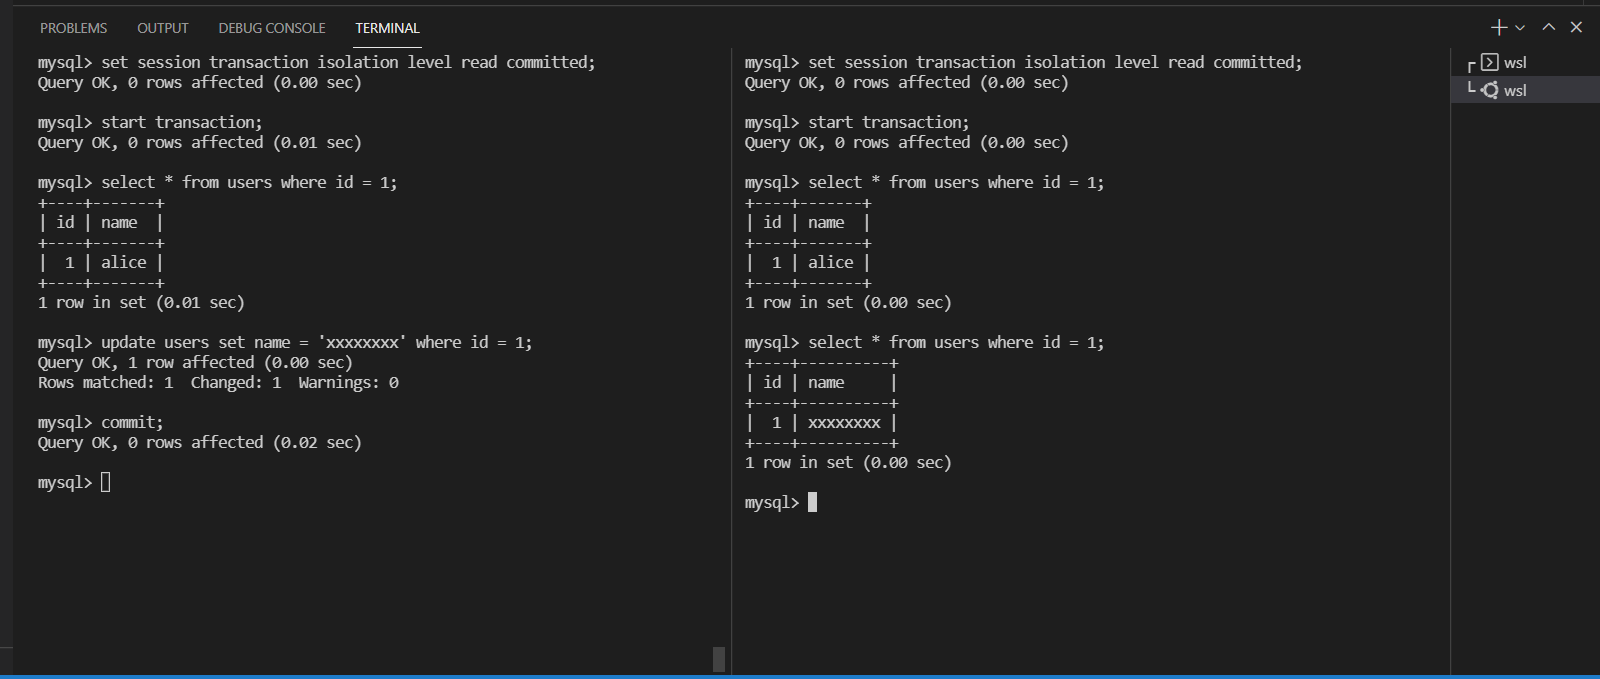 PROBLEMS OUTPUT DEBUG CONSOLE TERMINAL
mysql> set session transaction isolation level read committed;
Query OK, 0 rows affected (0.00 sec)
mysql> start transaction;
Query OK, 0 rows affected (0.01 sec)
mysql> select * from users where id = 1;
+----+-------+
| id | name  |
+----+-------+
|  1 | alice |
+----+-------+
1 row in set (0.01 sec)
mysql> update users set name = 'xxxxxxxx' where id = 1;
Query OK, 1 row affected (0.00 sec)
Rows matched: 1  Changed: 1  Warnings: 0
mysql> commit;
Query OK, 0 rows affected (0.02 sec)
mysql>
mysql> set session transaction isolation level read committed;
Query OK, 0 rows affected (0.00 sec)
mysql> start transaction;
Query OK, 0 rows affected (0.00 sec)
mysql> select * from users where id = 1;
+----+-------+
| id | name  |
+----+-------+
|  1 | alice |
+----+-------+
1 row in set (0.00 sec)
mysql> select * from users where id = 1;
+----+----------+
| id | name     |
+----+----------+
|  1 | xxxxxxxx |
+----+----------+
1 row in set (0.00 sec)
mysql>
wsl
wsl